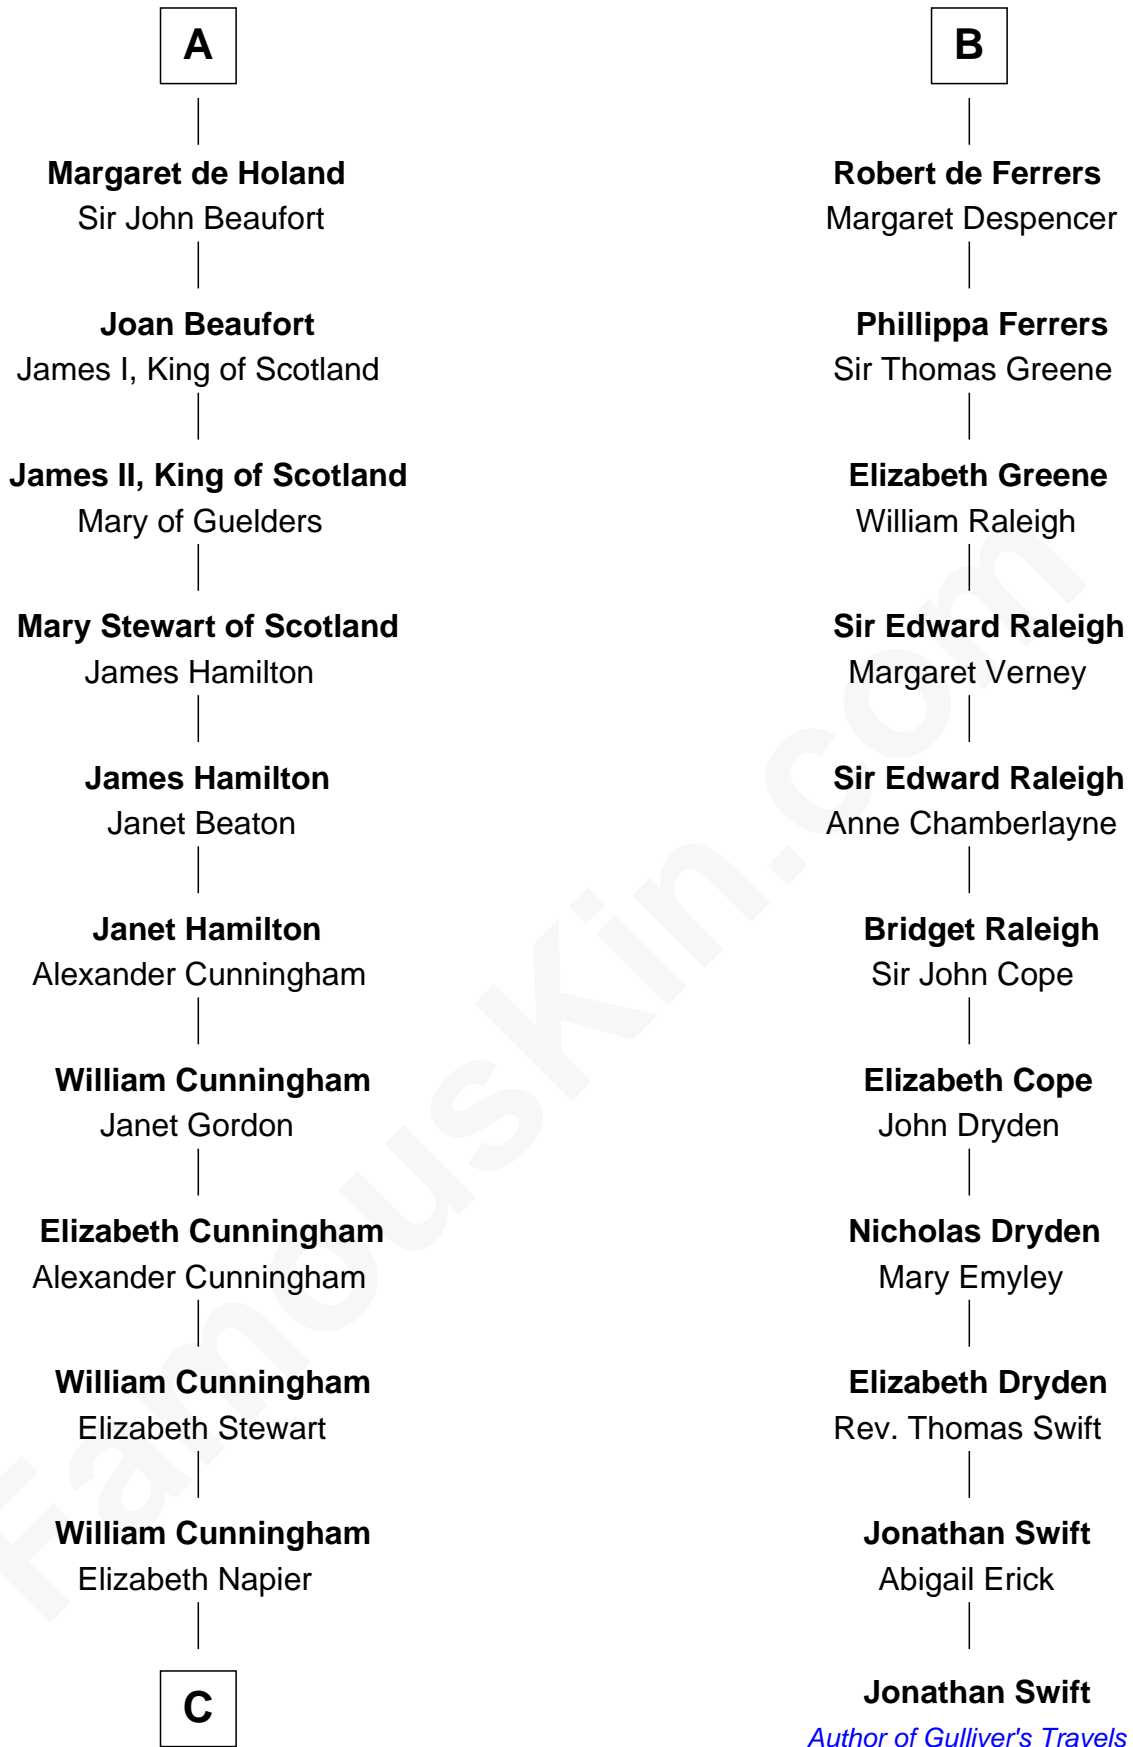 A
Margaret de Holand
Sir John Beaufort
Joan Beaufort
James I, King of Scotland
James II, King of Scotland
Mary of Guelders
Mary Stewart of Scotland
James Hamilton
James Hamilton
Janet Beaton
Janet Hamilton
Alexander Cunningham
William Cunningham
Janet Gordon
Elizabeth Cunningham
Alexander Cunningham
William Cunningham
Elizabeth Stewart
William Cunningham
Elizabeth Napier
C
B
Robert de Ferrers
Margaret Despencer
Phillippa Ferrers
Sir Thomas Greene
Elizabeth Greene
William Raleigh
Sir Edward Raleigh
Margaret Verney
Sir Edward Raleigh
Anne Chamberlayne
Bridget Raleigh
Sir John Cope
Elizabeth Cope
John Dryden
Nicholas Dryden
Mary Emyley
Elizabeth Dryden
Rev. Thomas Swift
Jonathan Swift
Abigail Erick
Jonathan Swift
Author of Gulliver's Travels
FamousKin.com